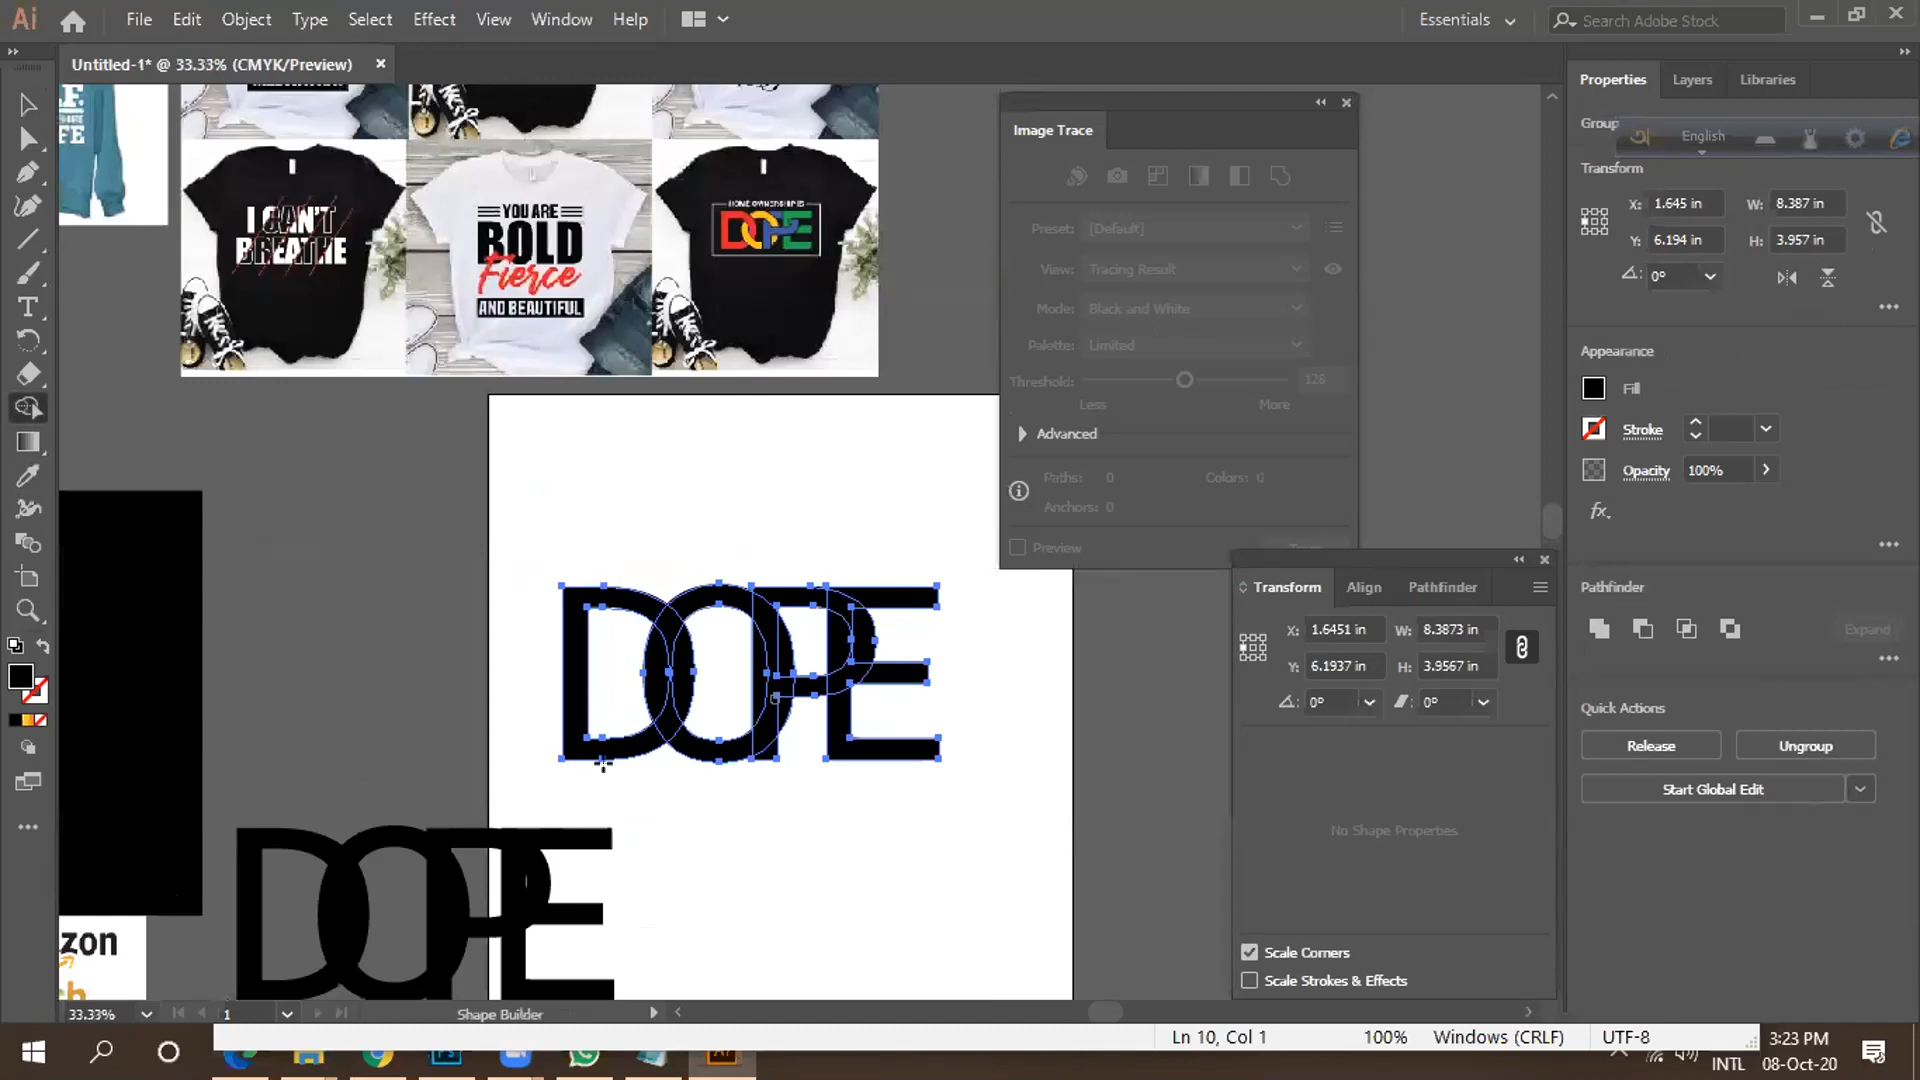 Ai File Edit Object Type Select Effect View Window Help Essentials Search Adobe Stock
Untitled-1* @ 33.33% (CMYK/Preview)
Properties Layers Libraries
Group
English
Transform
X: 1.645 in W: 8.387 in
Y: 6.194 in H: 3.957 in
0°
Appearance
Fill
Stroke
Opacity 100%
fx.
Pathfinder
Expand
Quick Actions
Release Ungroup
Start Global Edit
Image Trace
Preset: [Default]
View: Tracing Result
Mode: Black and White
Palette: Limited
Threshold: 128
Less More
Advanced
Paths: 0 Colors: 0
Anchors: 0
Preview
Transform Align Pathfinder
X: 1.6451 in W: 8.3873 in
Y: 6.1937 in H: 3.9567 in
0° 0°
No Shape Properties
Scale Corners
Scale Strokes & Effects
FE
I CAN'T
BREATHE
YOU ARE
BOLD
Fierce
AND BEAUTIFUL
HOME OWNERSHIP IS
DOPE
DOPE
DOPE
zon
33.33% 1 Shape Builder
Ln 10, Col 1 100% Windows (CRLF) UTF-8
3:23 PM
INTL 08-Oct-20